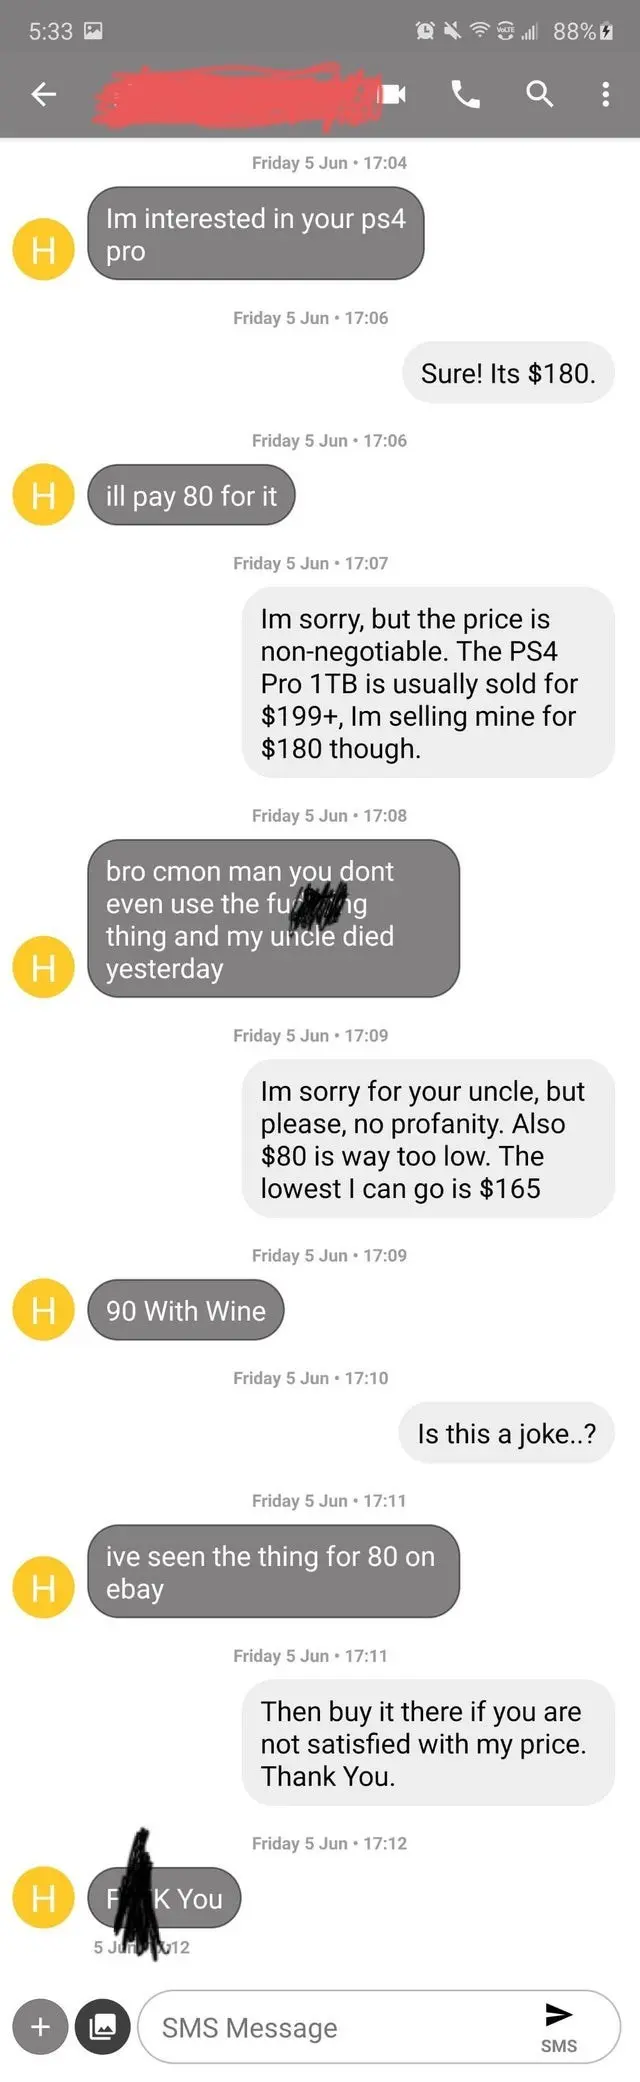 5:33
VoLTE
88%
Friday 5 Jun • 17:04
H
Im interested in your ps4
pro
Friday 5 Jun • 17:06
Sure! Its $180.
Friday 5 Jun • 17:06
H
ill pay 80 for it
Friday 5 Jun • 17:07
Im sorry, but the price is
non-negotiable. The PS4
Pro 1TB is usually sold for
$199+, Im selling mine for
$180 though.
Friday 5 Jun • 17:08
bro cmon man you dont
even use the fu ng
thing and my uncle died
H
yesterday
Friday 5 Jun • 17:09
Im sorry for your uncle, but
please, no profanity. Also
$80 is way too low. The
lowest I can go is $165
Friday 5 Jun • 17:09
H
90 With Wine
Friday 5 Jun • 17:10
Is this a joke..?
Friday 5 Jun • 17:11
ive seen the thing for 80 on
H
ebay
Friday 5 Jun • 17:11
Then buy it there if you are
not satisfied with my price.
Thank You.
Friday 5 Jun • 17:12
H
F K You
5 Jun 12
+
SMS Message
SMS